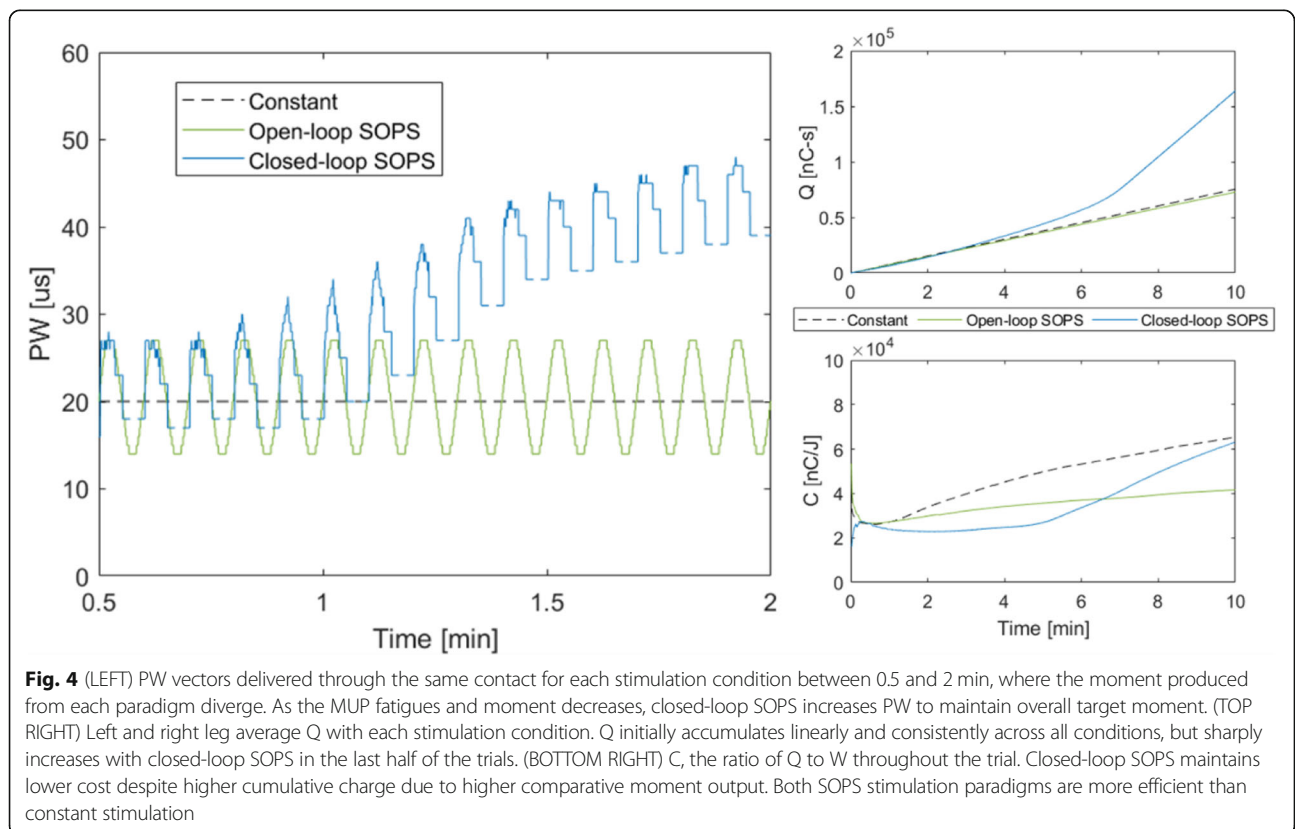 60
50
40
30
20
10
0
PW [us]
0.5
1
1.5
2
Time [min]
Constant
Open-loop SOPS
Closed-loop SOPS
×10⁵
2
1.5
1
0.5
0
Q [nC-s]
0
2
4
6
8
10
Constant
Open-loop SOPS
Closed-loop SOPS
×10⁴
10
8
6
4
2
0
C [nC/J]
0
2
4
6
8
10
Time [min]
Fig. 4 (LEFT) PW vectors delivered through the same contact for each stimulation condition between 0.5 and 2 min, where the moment produced
from each paradigm diverge. As the MUP fatigues and moment decreases, closed-loop SOPS increases PW to maintain overall target moment. (TOP
RIGHT) Left and right leg average Q with each stimulation condition. Q initially accumulates linearly and consistently across all conditions, but sharply
increases with closed-loop SOPS in the last half of the trials. (BOTTOM RIGHT) C, the ratio of Q to W throughout the trial. Closed-loop SOPS maintains
lower cost despite higher cumulative charge due to higher comparative moment output. Both SOPS stimulation paradigms are more efficient than
constant stimulation